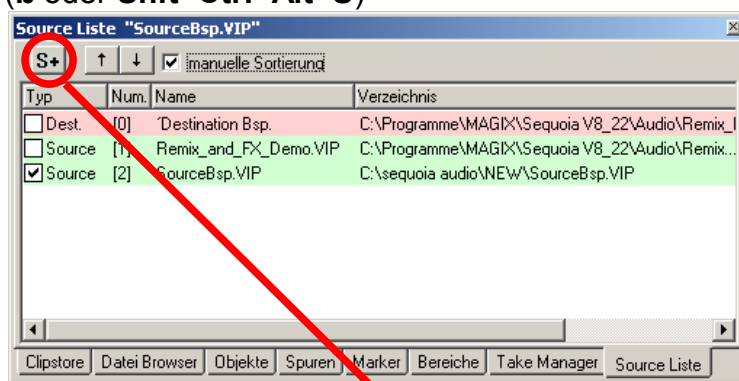 Source Liste "SourceBsp.VIP"
S+ ↑ ↓ manuelle Sortierung
Typ Num. Name Verzeichnis
Dest. [0] ´Destination Bsp. C:\Programme\MAGIX\Sequoia V8_22\Audio\Remix_
Source [1] Remix_and_FX_Demo.VIP C:\Programme\MAGIX\Sequoia V8_22\Audio\Remix...
Source [2] SourceBsp.VIP C:\sequoia audio\NEW\SourceBsp.VIP
Clipstore Datei Browser Objekte Spuren Marker Bereiche Take Manager Source Liste